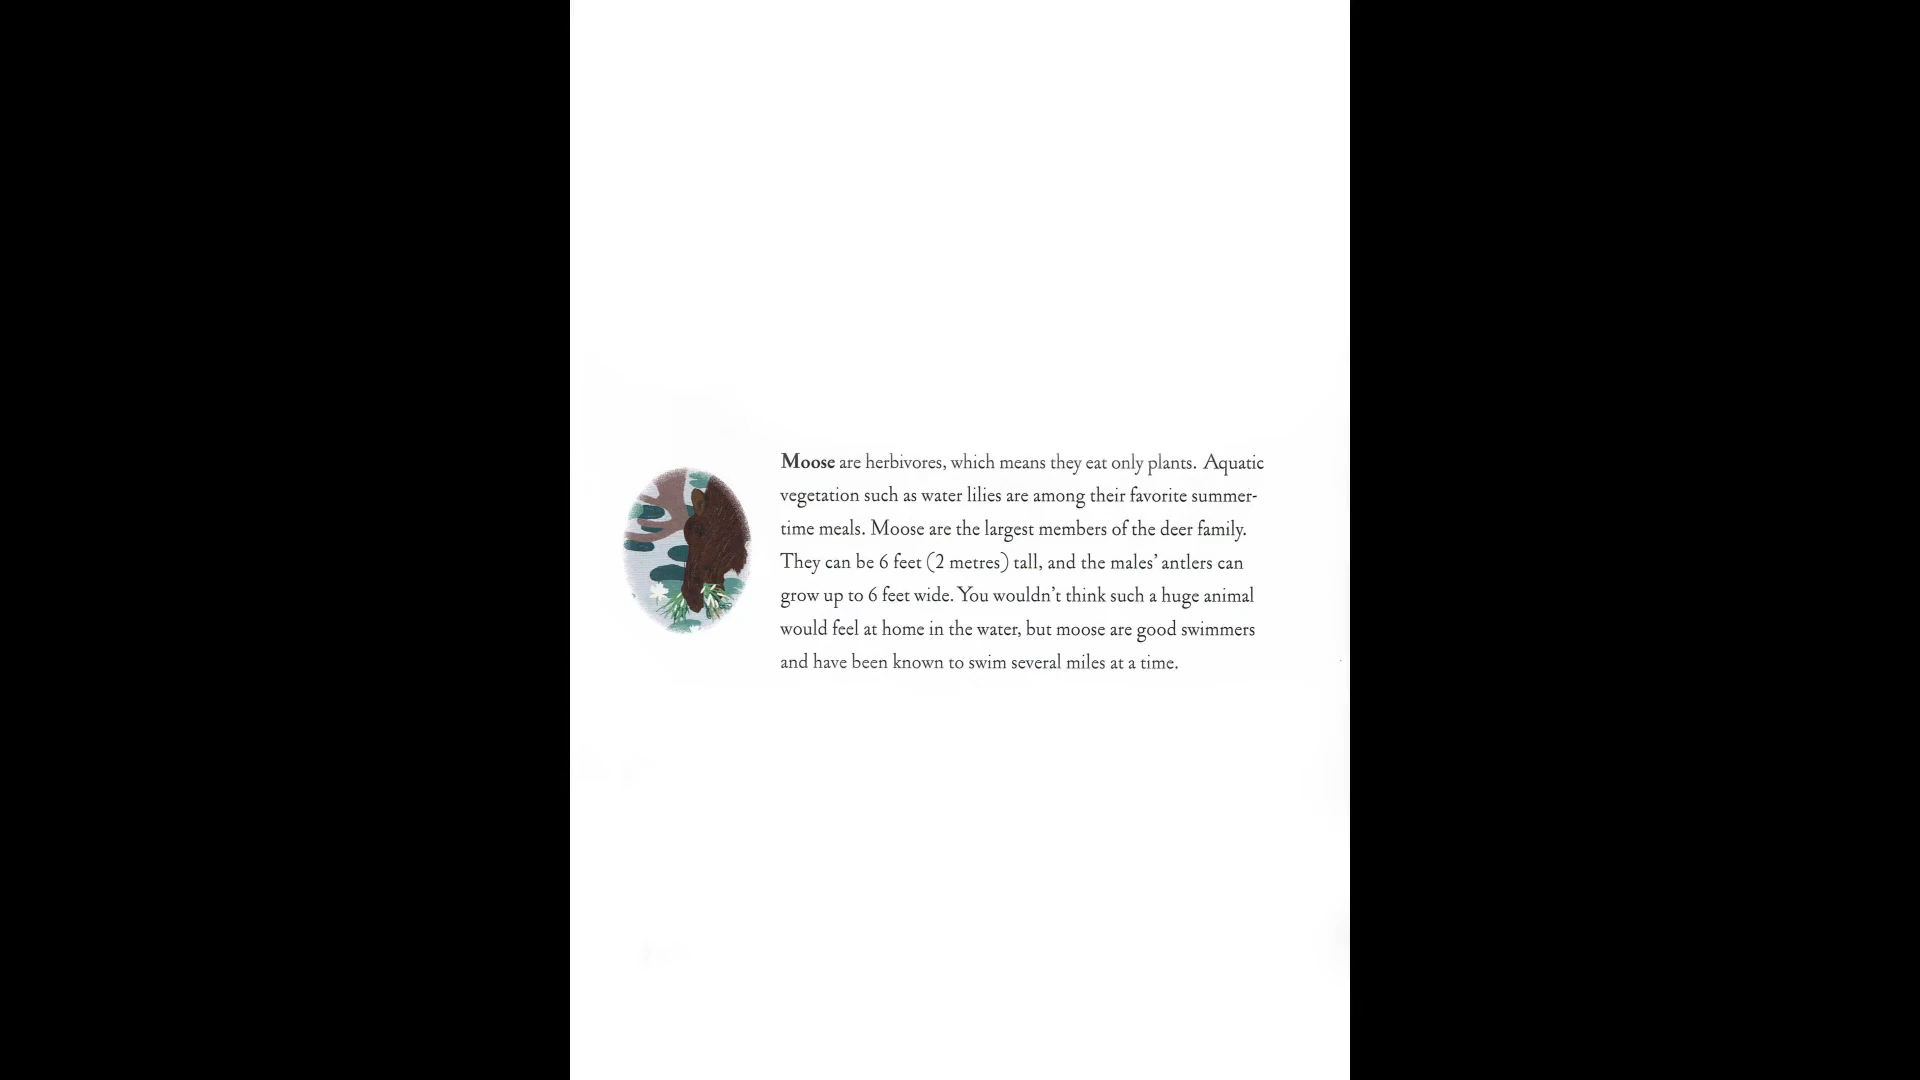 Moose are herbivores, which means they eat only plants. Aquatic
vegetation such as water lilies are among their favorite summer-
time meals. Moose are the largest members of the deer family.
They can be 6 feet (2 metres) tall, and the males’ antlers can
grow up to 6 feet wide. You wouldn’t think such a huge animal
would feel at home in the water, but moose are good swimmers
and have been known to swim several miles at a time.